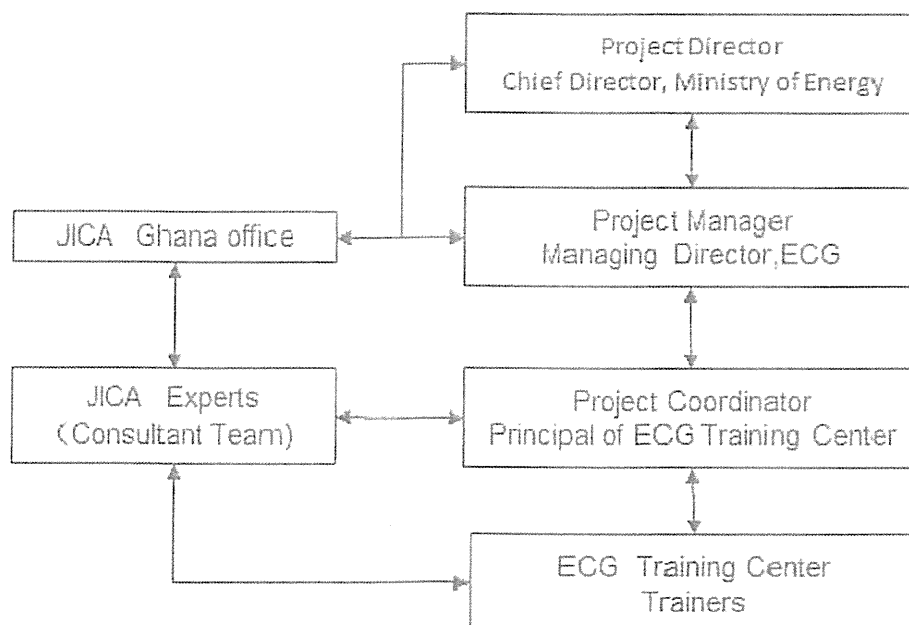 Project Director
Chief Director, Ministry of Energy
JICA Ghana office
Project Manager
Managing Director,ECG
JICA Experts
(Consultant Team)
Project Coordinator
Principal of ECG Training Center
ECG Training Center
Trainers